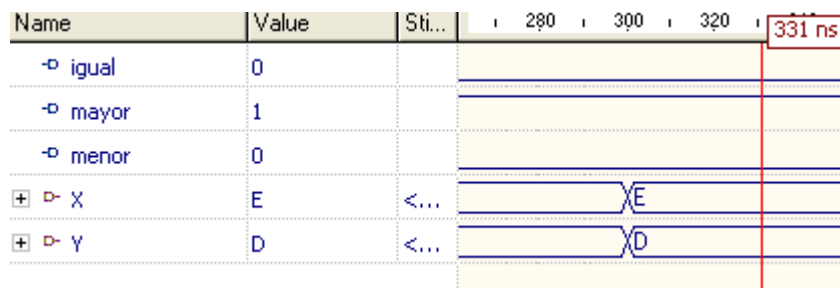 Name Value Sti... 280 300 320 331 ns
igual 0
mayor 1
menor 0
X E <... E
Y D <... D